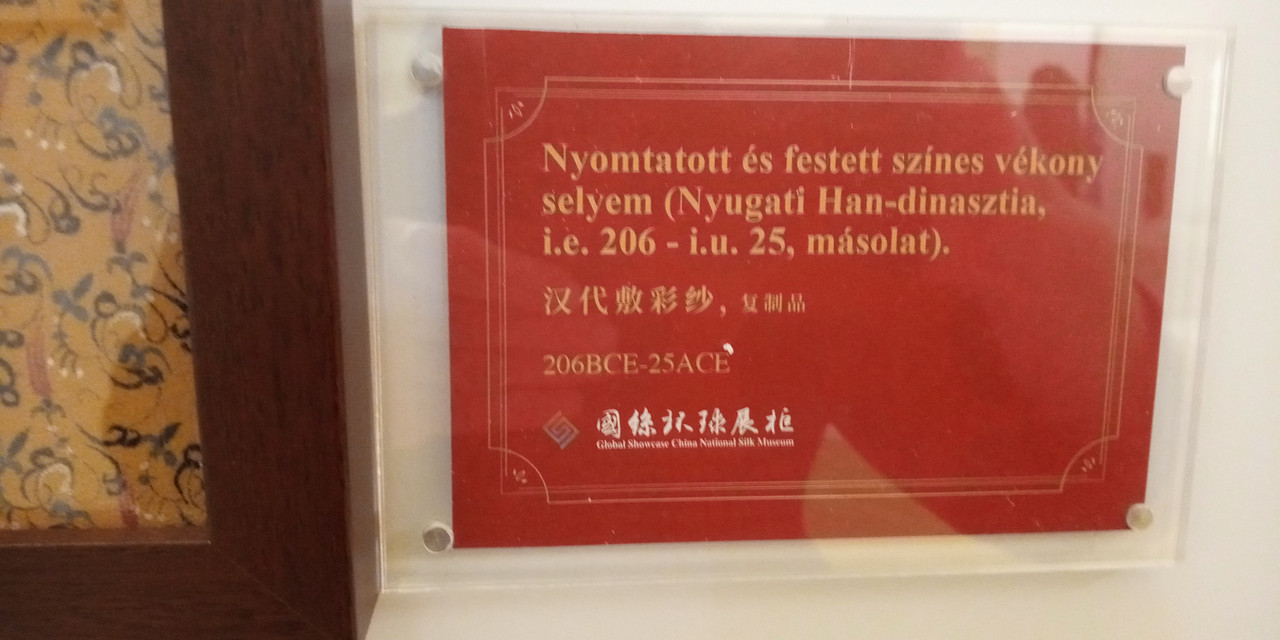 Nyomtatott és festett színes vékony
selyem (Nyugati Han-dinasztia,
i.e. 206 - i.u. 25, másolat).
汉代敷彩纱, 复制品
206BCE-25ACE
國絲环球展柜
Global Showcase China National Silk Museum